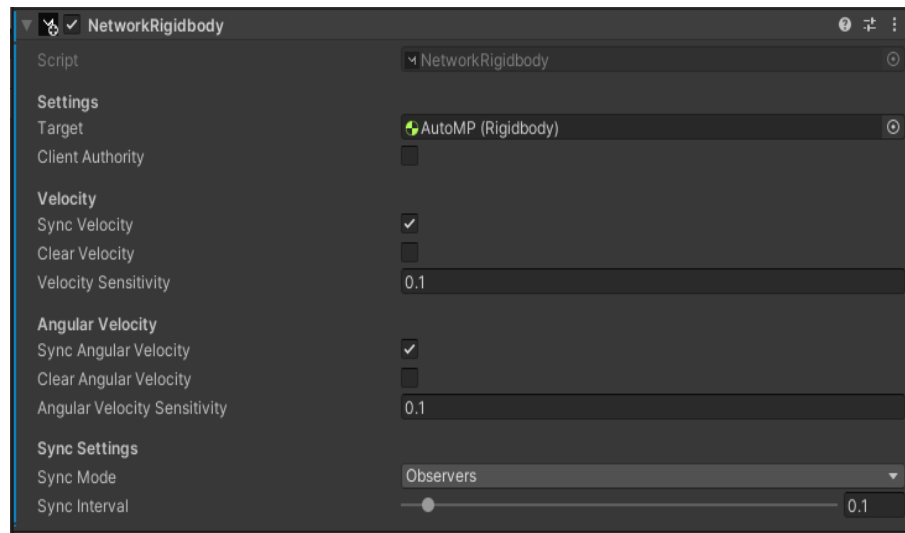 NetworkRigidbody
Script NetworkRigidbody
Settings
Target AutoMP (Rigidbody)
Client Authority
Velocity
Sync Velocity
Clear Velocity
Velocity Sensitivity 0.1
Angular Velocity
Sync Angular Velocity
Clear Angular Velocity
Angular Velocity Sensitivity 0.1
Sync Settings
Sync Mode Observers
Sync Interval 0.1